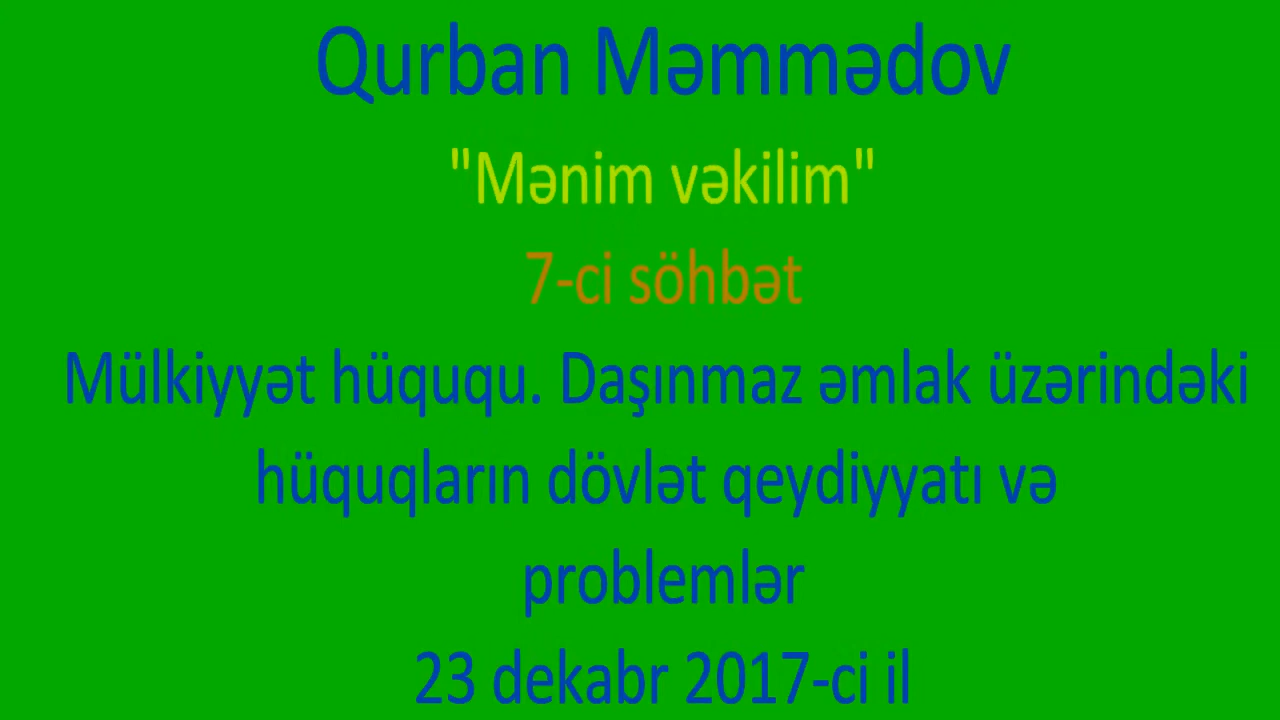 Qurban Məmmədov
"Mənim vəkilim"
7-ci söhbət
Mülkiyyət hüququ. Daşınmaz əmlak üzərindəki
hüquqların dövlət qeydiyyatı və
problemlər
23 dekabr 2017-ci il